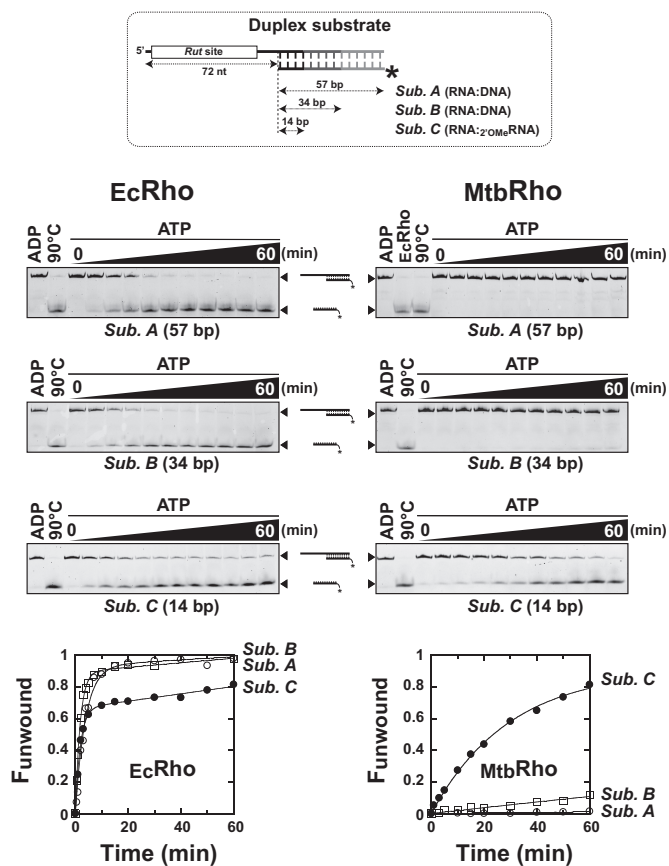 Duplex substrate
5'
Rut site
72 nt
*
57 bp
Sub. A (RNA:DNA)
34 bp
Sub. B (RNA:DNA)
14 bp
Sub. C (RNA:2'OMeRNA)
EcRho
MtbRho
ADP
90°C
ATP
0
60 (min)
*
*
Sub. A (57 bp)
ADP
EcRho
90°C
ATP
0
60 (min)
Sub. A (57 bp)
ADP
90°C
ATP
0
60 (min)
*
*
Sub. B (34 bp)
ADP
90°C
ATP
0
60 (min)
Sub. B (34 bp)
ADP
90°C
ATP
0
60 (min)
*
*
Sub. C (14 bp)
ADP
90°C
ATP
0
60 (min)
Sub. C (14 bp)
Funwound
1
0.8
0.6
0.4
0.2
0
0 20 40 60
Time (min)
EcRho
Sub. B
Sub. A
Sub. C
Funwound
1
0.8
0.6
0.4
0.2
0
0 20 40 60
Time (min)
MtbRho
Sub. C
Sub. B
Sub. A